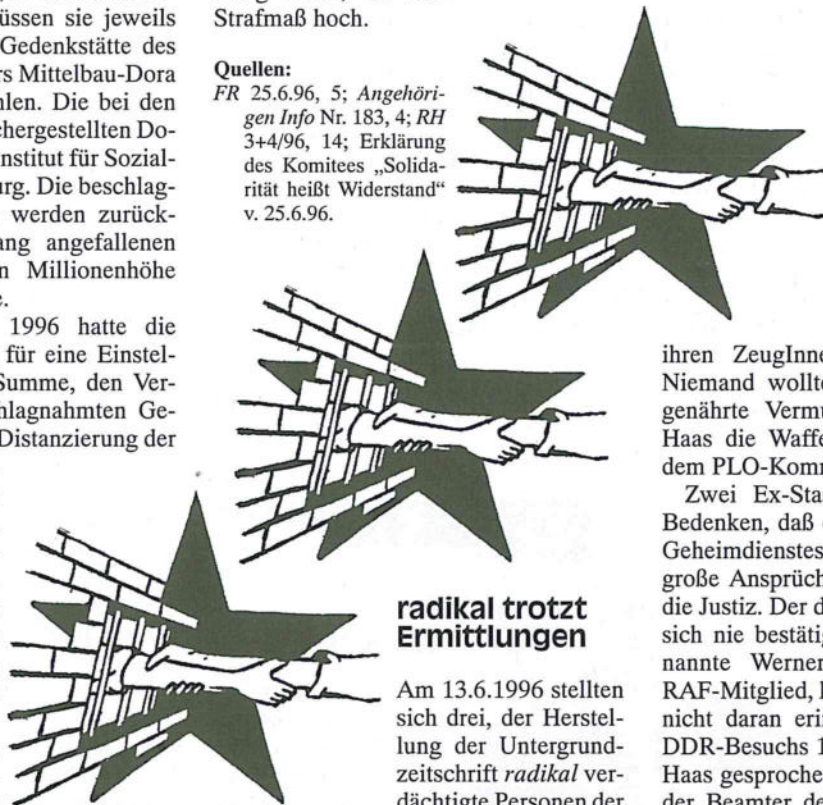 üssen sie jeweils
Gedenkstätte des
Mittelbau-Dora
Die bei den
Do-
nstitut für Sozial-
urg. Die beschlag-
werden zurück-
ang angefallenen
n Millionenhöhe
e.
1996 hatte die
für eine Einstel-
Summe, den Ver-
chlagnahmten Ge-
Distanzierung der
Strafmaß hoch.
Quellen:
FR 25.6.96, 5; Angehöri-
gen Info Nr. 183, 4; RH
3+4/96, 14; Erklärung
des Komitees „Solida-
rität heißt Widerstand“
v. 25.6.96.
radikal trotzt
Ermittlungen
Am 13.6.1996 stellten
sich drei, der Herstel-
lung der Untergrund-
zeitschrift radikal ver-
dächtigte Personen der
ihren ZeugInne
Niemand wollte
genährte Vermu
Haas die Waffe
dem PLO-Komm
Zwei Ex-Sta
Bedenken, daß
Geheimdienstes
große Ansprüch
die Justiz. Der d
sich nie bestätig
nannte Werner
RAF-Mitglied,
nicht daran erin
DDR-Besuchs 1
Haas gesproche
der Beamter de